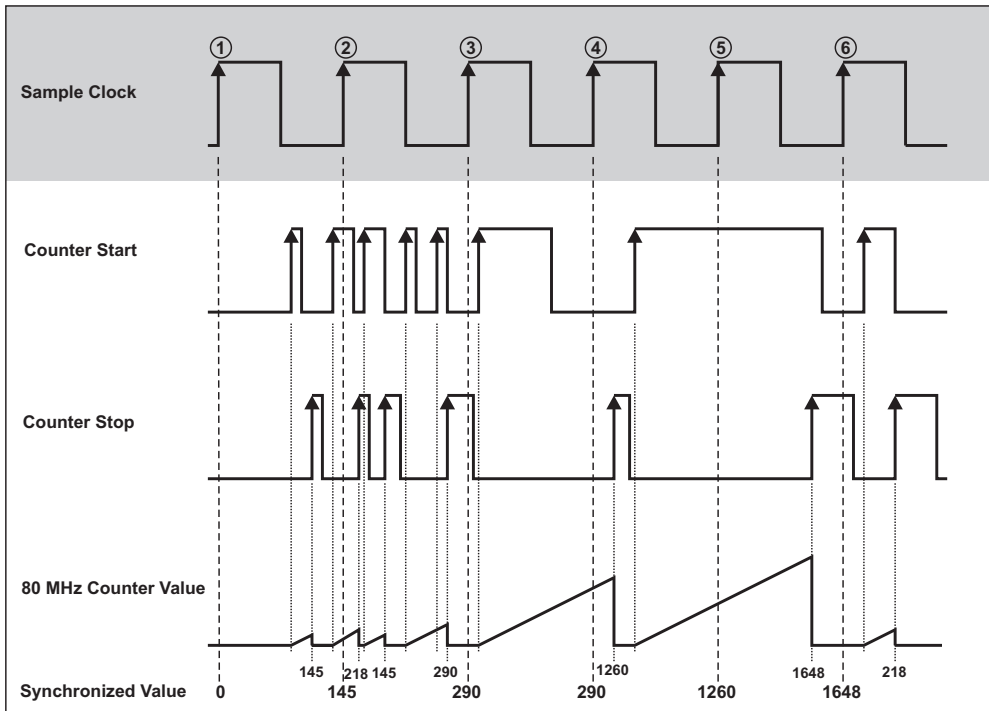 ① ② ③ ④ ⑤ ⑥
Sample Clock
Counter Start
Counter Stop
80 MHz Counter Value
145 218 145 290 1260 1648 218
Synchronized Value 0 145 290 290 1260 1648